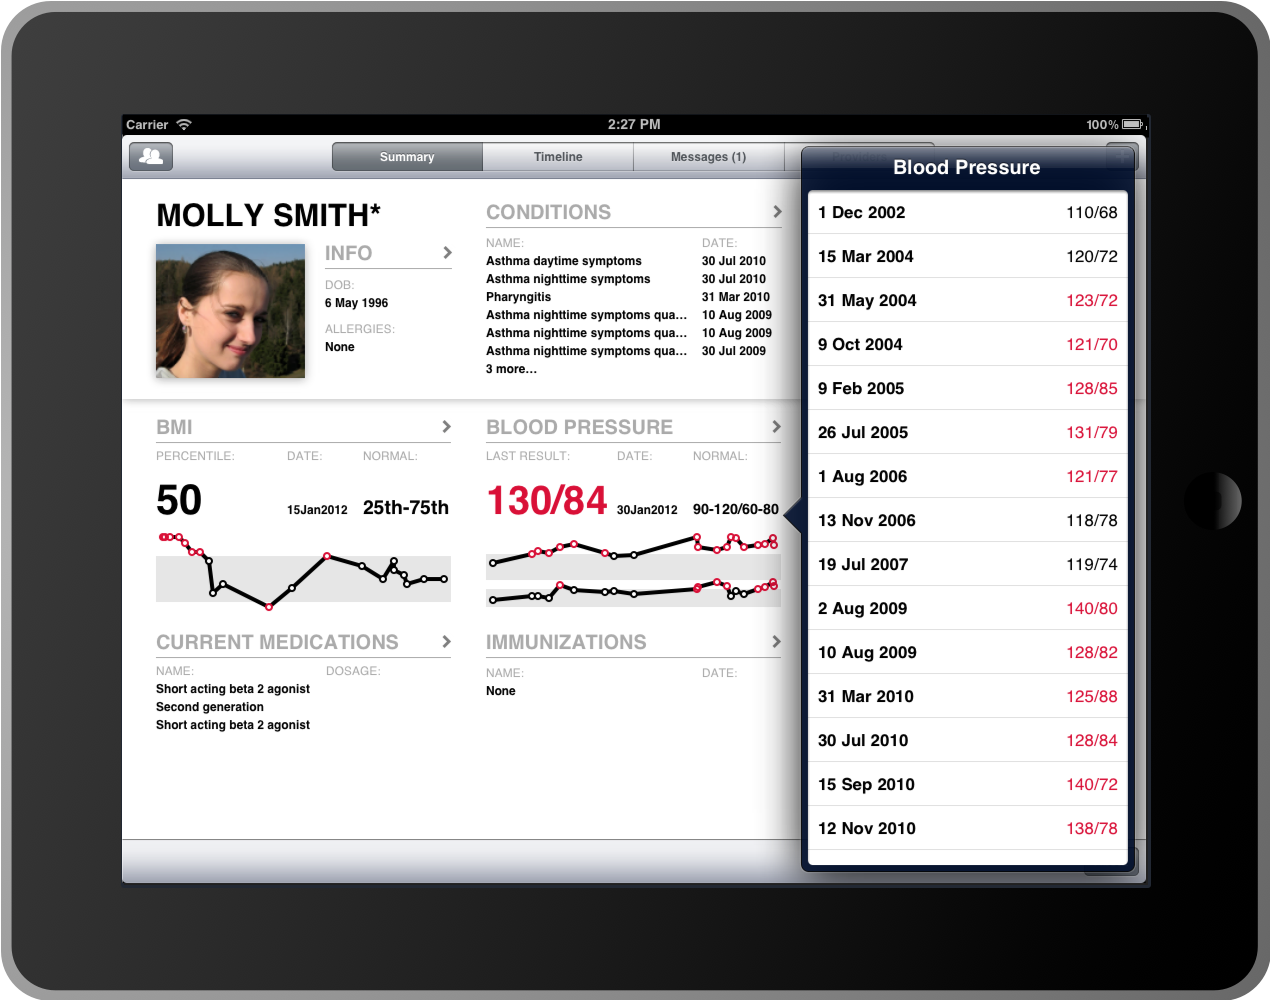 Carrier 2:27 PM 100%
Summary Timeline Messages (1)
MOLLY SMITH*
INFO
DOB:
6 May 1996
ALLERGIES:
None
CONDITIONS
NAME: DATE:
Asthma daytime symptoms 30 Jul 2010
Asthma nighttime symptoms 30 Jul 2010
Pharyngitis 31 Mar 2010
Asthma nighttime symptoms qua... 10 Aug 2009
Asthma nighttime symptoms qua... 10 Aug 2009
Asthma nighttime symptoms qua... 30 Jul 2009
3 more...
BMI
PERCENTILE: DATE: NORMAL:
50 15Jan2012 25th-75th
BLOOD PRESSURE
LAST RESULT: DATE: NORMAL:
130/84 30Jan2012 90-120/60-80
CURRENT MEDICATIONS
NAME: DOSAGE:
Short acting beta 2 agonist
Second generation
Short acting beta 2 agonist
IMMUNIZATIONS
NAME: DATE:
None
Blood Pressure
1 Dec 2002 110/68
15 Mar 2004 120/72
31 May 2004 123/72
9 Oct 2004 121/70
9 Feb 2005 128/85
26 Jul 2005 131/79
1 Aug 2006 121/77
13 Nov 2006 118/78
19 Jul 2007 119/74
2 Aug 2009 140/80
10 Aug 2009 128/82
31 Mar 2010 125/88
30 Jul 2010 128/84
15 Sep 2010 140/72
12 Nov 2010 138/78